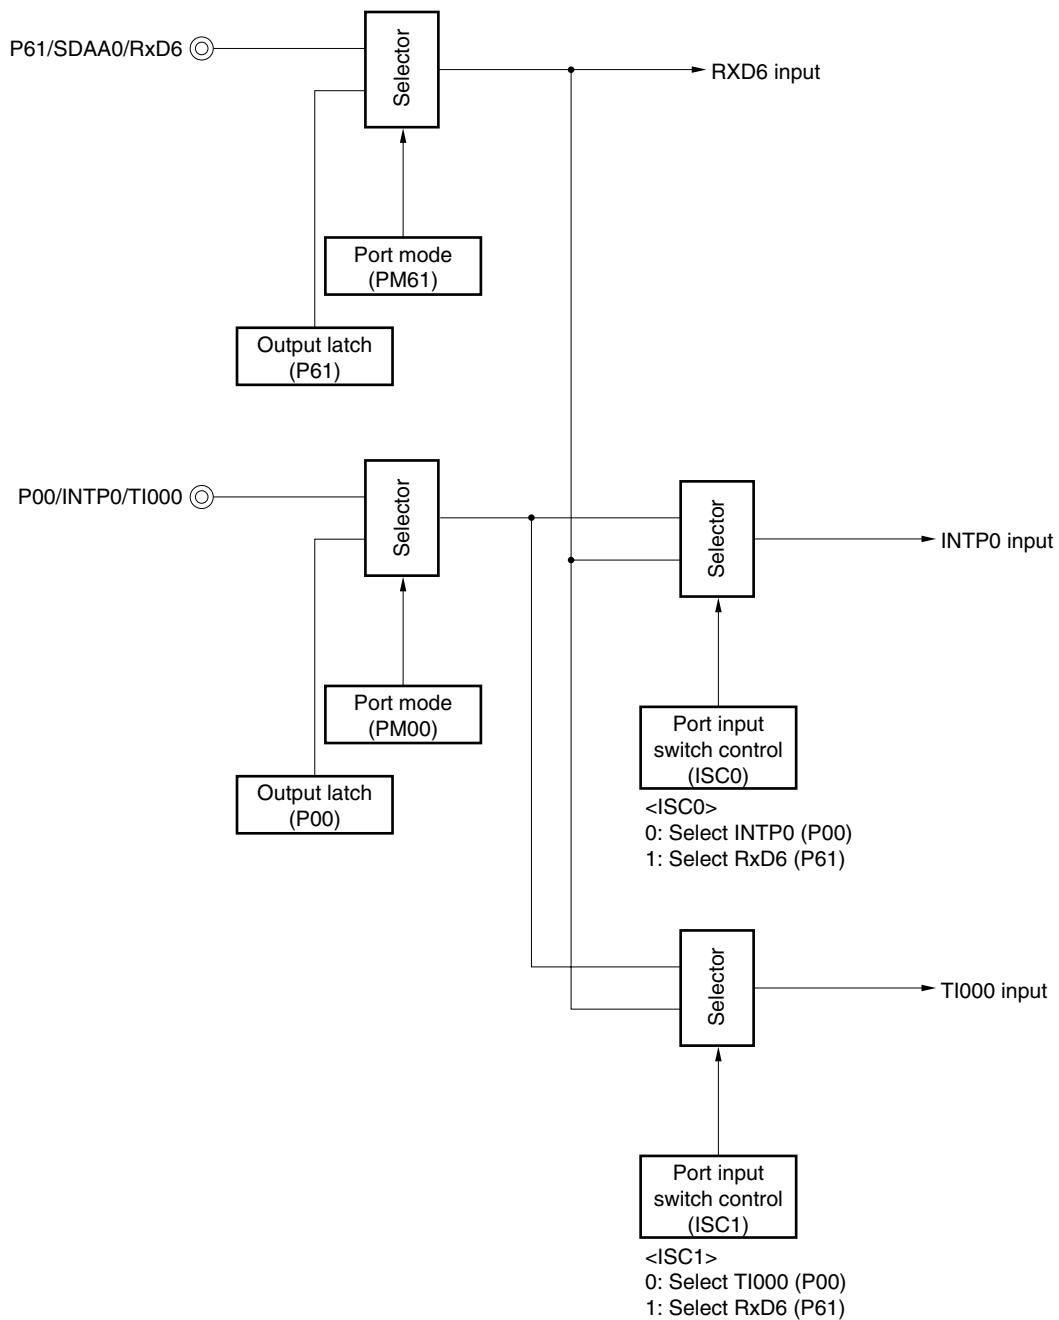 P61/SDAA0/RxD6
Selector
RXD6 input
Port mode
(PM61)
Output latch
(P61)
P00/INTP0/TI000
Selector
Selector
INTP0 input
Port mode
(PM00)
Output latch
(P00)
Port input
switch control
(ISC0)
<ISC0>
0: Select INTP0 (P00)
1: Select RxD6 (P61)
Selector
TI000 input
Port input
switch control
(ISC1)
<ISC1>
0: Select TI000 (P00)
1: Select RxD6 (P61)